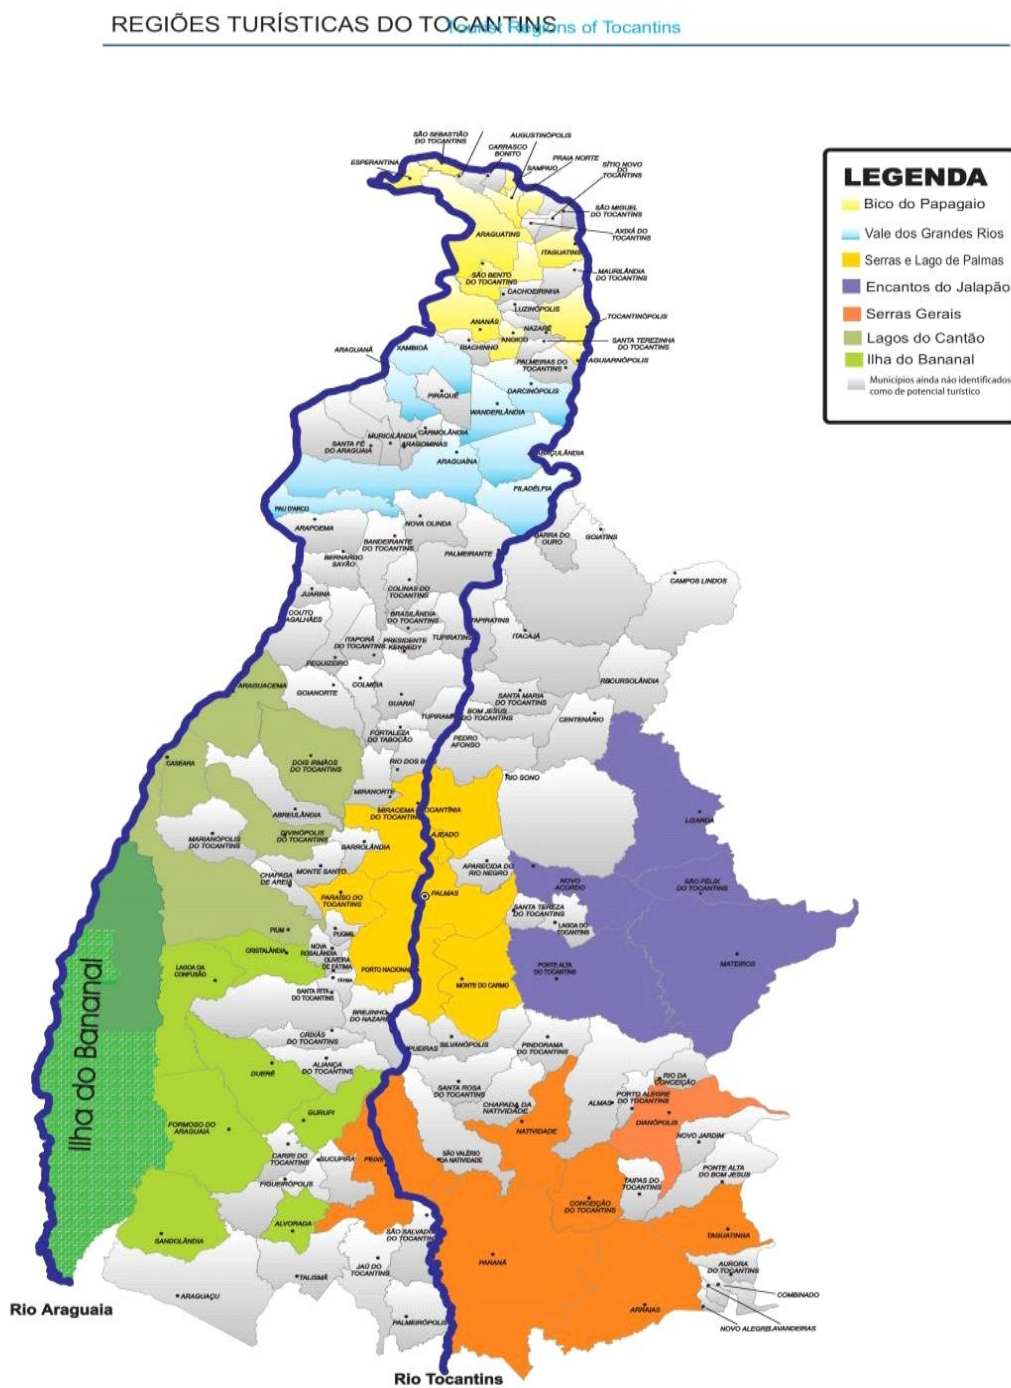 REGIÕES TURÍSTICAS DO TOCANTINS
Tourist Regions of Tocantins
LEGENDA
Bico do Papagaio
Vale dos Grandes Rios
Serras e Lago de Palmas
Encantos do Jalapão
Serras Gerais
Lagos do Cantão
Ilha do Bananal
Municípios ainda não identificados
como de potencial turístico
SÃO SEBASTIÃO
DO TOCANTINS
AUGUSTINÓPOLIS
CARRASCO
BONITO
ESPERANTINA
PRAIA NORTE
SAMPAIO
SÍTIO NOVO
DO
TOCANTINS
SÃO MIGUEL
DO TOCANTINS
AXIXÁ DO
TOCANTINS
ARAGUATINS
ITAGUATINS
SÃO BENTO
DO TOCANTINS
MAURILÂNDIA
DO TOCANTINS
CACHOEIRINHA
LUZINÓPOLIS
TOCANTINÓPOLIS
ANANÁS
NAZARÉ
ANGICO
SANTA TEREZINHA
DO TOCANTINS
RIACHINHO
XAMBIOÁ
ARAGUANÃ
PALMEIRAS DO
TOCANTINS
AGUIARNÓPOLIS
DARCINÓPOLIS
PIRAQUÊ
WANDERLÂNDIA
CARMOLÂNDIA
MURICILÂNDIA
SANTA FÉ
DO ARAGUAIA
ARAGOMINAS
ARAGUAÍNA
BABAÇULÂNDIA
FILADÉLFIA
PAU D'ARCO
ARAPOEMA
NOVA OLINDA
BANDEIRANTE
DO TOCANTINS
BARRA DO
OURO
GOIATINS
PALMEIRANTE
BERNARDO
SAYÃO
CAMPOS LINDOS
JUARINA
COLINAS DO
TOCANTINS
COUTO
MAGALHÃES
BRASILÂNDIA
DO TOCANTINS
ITAPIRATINS
ITACAJÁ
ITAPORÃ
DO TOCANTINS
PRESIDENTE
KENNEDY
TUPIRATINS
PEQUIZEIRO
RECURSOLÂNDIA
ARAGUACEMA
GOIANORTE
COLMÉIA
GUARAÍ
SANTA MARIA
DO TOCANTINS
TUPIRAMA
BOM JESUS
DO TOCANTINS
CENTENÁRIO
FORTALEZA
DO TABOCÃO
PEDRO
AFONSO
CASEARA
DOIS IRMÃOS
DO TOCANTINS
RIO DOS BO
RIO SONO
MIRANORTE
MIRACEMA
DO TOCANTINS
TOCANTÍNIA
ABREULÂNDIA
LIZARDA
LAJEADO
MARIANÓPOLIS
DO TOCANTINS
DIVINÓPOLIS
DO TOCANTINS
BARROLÂNDIA
MONTE SANTO
APARECIDA DO
RIO NEGRO
CHAPADA
DE AREIA
PARAÍSO DO
TOCANTINS
PALMAS
NOVO
ACORDO
SÃO FÉLIX
DO TOCANTINS
SANTA TEREZA
DO TOCANTINS
LAGOA DO
TOCANTINS
PIUM
PUGMIL
CRISTALÂNDIA
NOVA
ROSALÂNDIA
OLIVEIRA
DE FÁTIMA
FÁTIMA
LAGOA DA
CONFUSÃO
PORTO NACIONAL
MONTE DO CARMO
PONTE ALTA
DO TOCANTINS
MATEIROS
SANTA RITA
DO TOCANTINS
BREJINHO
DO NAZARÉ
Ilha do Bananal
CRIXÁS
DO TOCANTINS
IPUEIRAS
SILVANÓPOLIS
PINDORAMA
DO TOCANTINS
DUERÊ
ALIANÇA
DO TOCANTINS
SANTA ROSA
DO TOCANTINS
RIO DA
CONCEIÇÃO
CHAPADA DA
NATIVIDADE
ALMAS
PORTO ALEGRE
DO TOCANTINS
DIANÓPOLIS
GURUPI
FORMOSO DO
ARAGUAIA
NATIVIDADE
NOVO JARDIM
CARIRI DO
TOCANTINS
SUCUPIRA
PEIXE
SÃO VALÉRIO
DA NATIVIDADE
PONTE ALTA
DO BOM JESUS
FIGUEIRÓPOLIS
TAIPAS DO
TOCANTINS
CONCEIÇÃO
DO TOCANTINS
ALVORADA
SÃO SALVADO
DO TOCANTIN
TAGUATINGA
SANDOLÂNDIA
PARANÃ
JAÚ DO
TOCANTINS
AURORA
DO TOCANTINS
TALISMÃ
ARAGUAÇU
COMBINADO
ARRAIAS
PALMEIRÓPOLIS
NOVO ALEGRE
LAVANDEIRAS
Rio Araguaia
Rio Tocantins